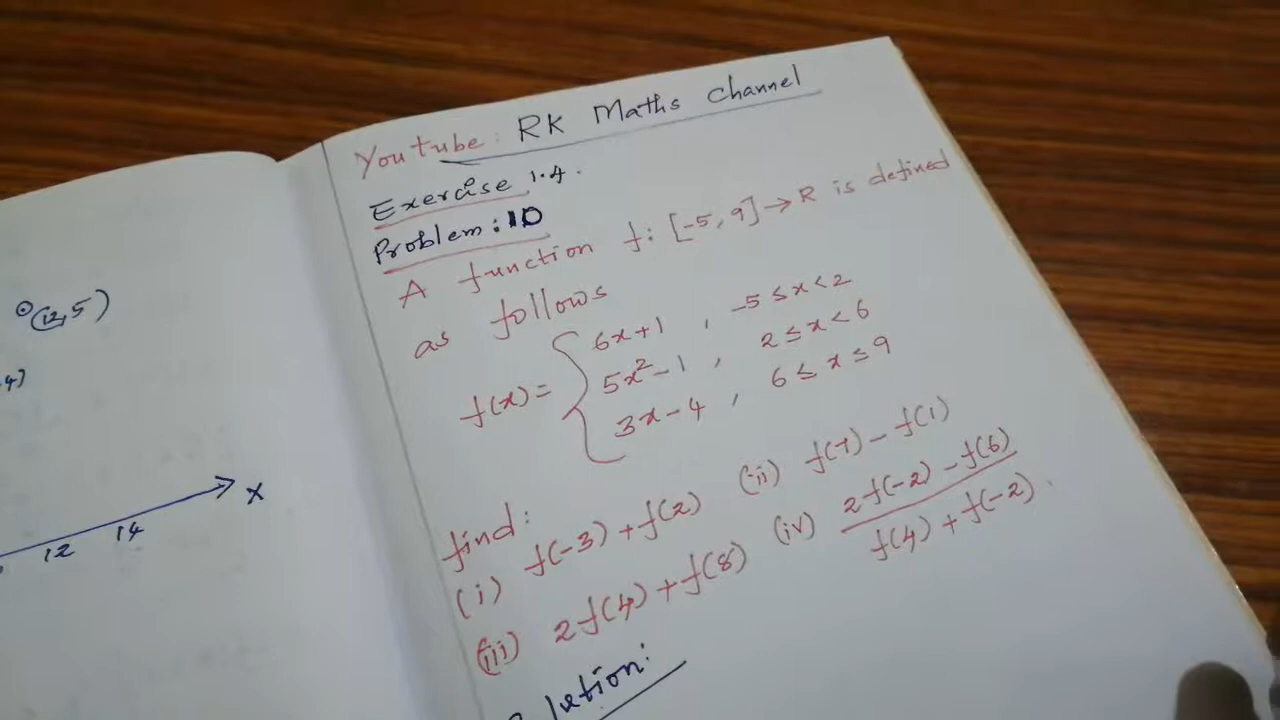 (12,5)
4)
X
12 14
Youtube: RK Maths Channel
Exercise 1.4.
Problem: 10
A function f: [-5, 9] → R is defined
as follows
f(x) = { 6x+1 , -5 ≤ x < 2
5x²-1 , 2 ≤ x < 6
3x-4 , 6 ≤ x ≤ 9
find:
(i) f(-3) + f(2) (ii) f(7) - f(1)
(iii) 2f(4) + f(8) (iv) 2f(-2) - f(6) / f(4) + f(-2).